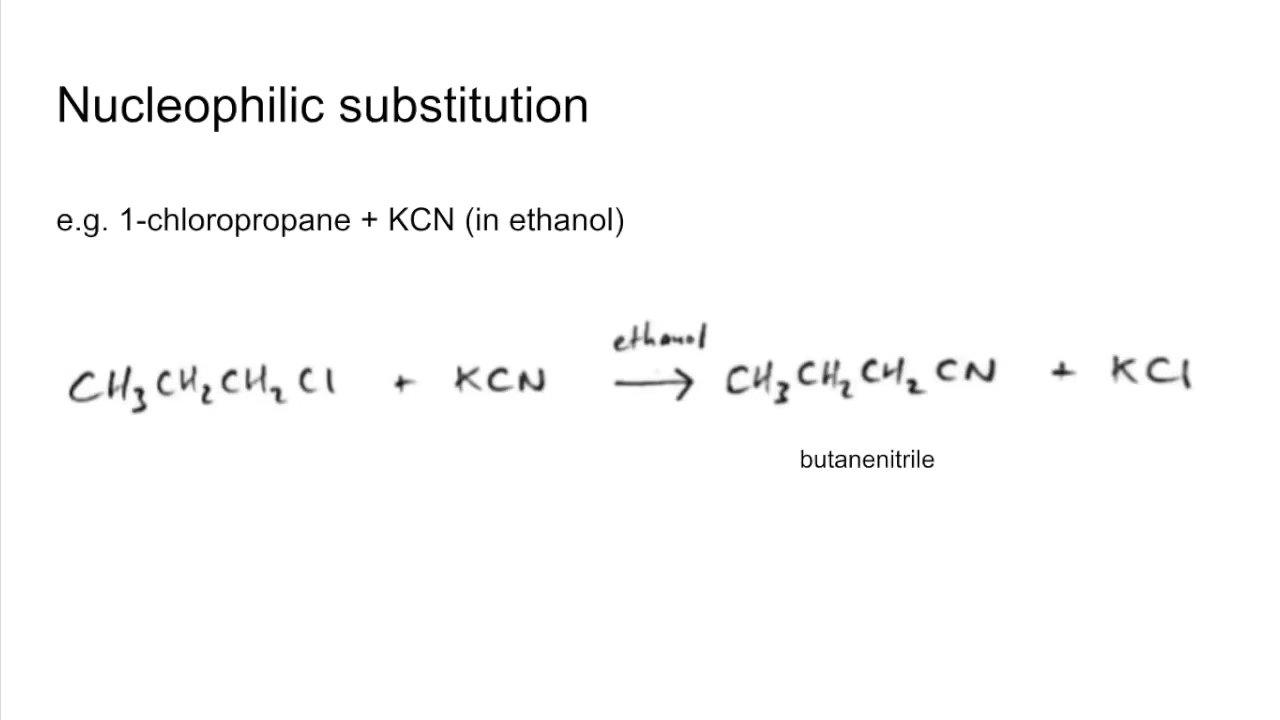 Nucleophilic substitution
e.g. 1-chloropropane + KCN (in ethanol)
ethanol
CH₃CH₂CH₂Cl + KCN → CH₃CH₂CH₂CN + KCl
butanenitrile